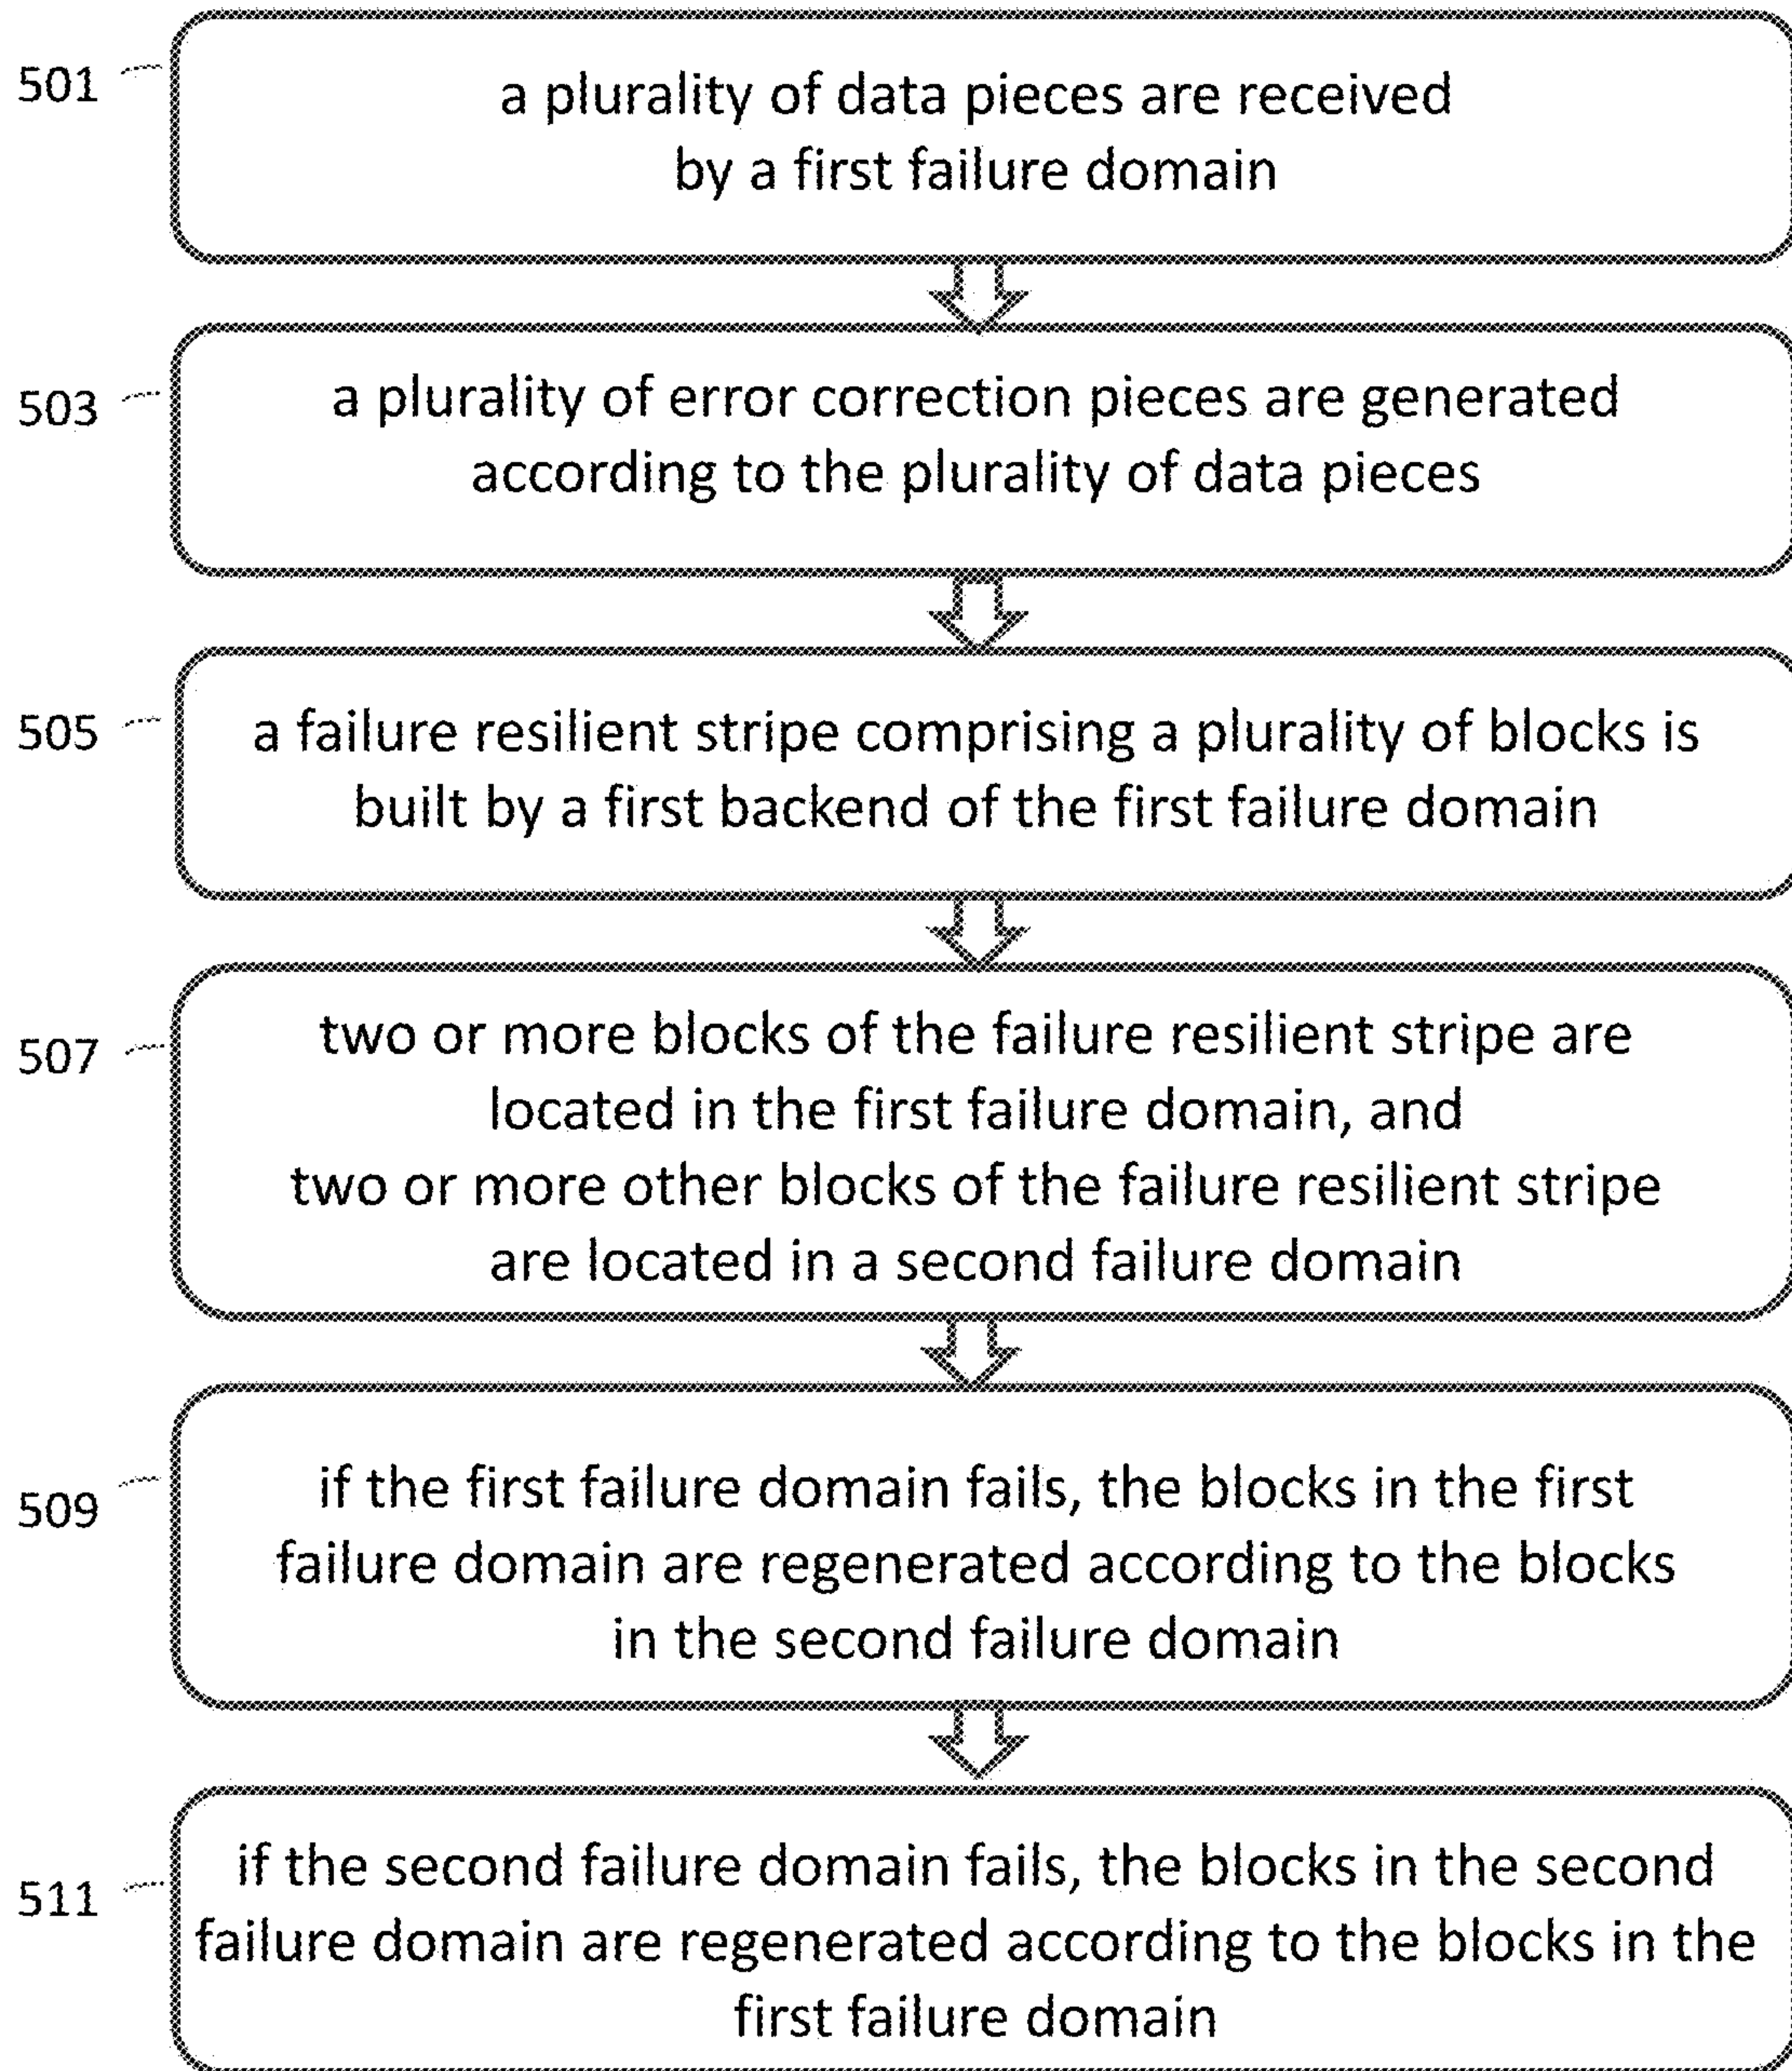 501
a plurality of data pieces are received
by a first failure domain
503
a plurality of error correction pieces are generated
according to the plurality of data pieces
505
a failure resilient stripe comprising a plurality of blocks is
built by a first backend of the first failure domain
507
two or more blocks of the failure resilient stripe are
located in the first failure domain, and
two or more other blocks of the failure resilient stripe
are located in a second failure domain
509
if the first failure domain fails, the blocks in the first
failure domain are regenerated according to the blocks
in the second failure domain
511
if the second failure domain fails, the blocks in the second
failure domain are regenerated according to the blocks in the
first failure domain